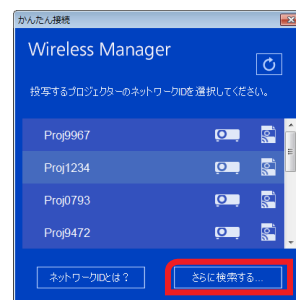 かんたん接続
Wireless Manager
投写するプロジェクターのネットワークIDを選択してください。
Proj9967
Proj1234
Proj0793
Proj9472
ネットワークIDとは？
さらに検索する...